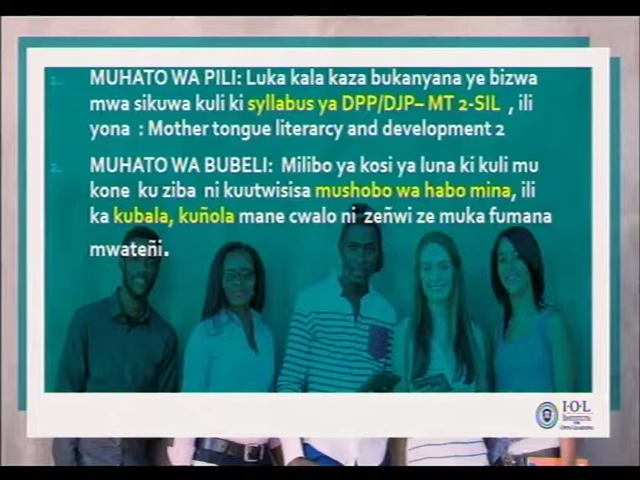 1. MUHATO WA PILI: Luka kala kaza bukanyana ye bizwa
mwa sikuwa kuli ki syllabus ya DPP/DJP– MT 2-SIL , ili
yona : Mother tongue literarcy and development 2
2. MUHATO WA BUBELI: Milibo ya kosi ya luna ki kuli mu
kone ku ziba ni kuutwisisa mushobo wa habo mina, ili
ka kubala, kuñola mane cwalo ni zeñwi ze muka fumana
mwateñi.
I·O·L